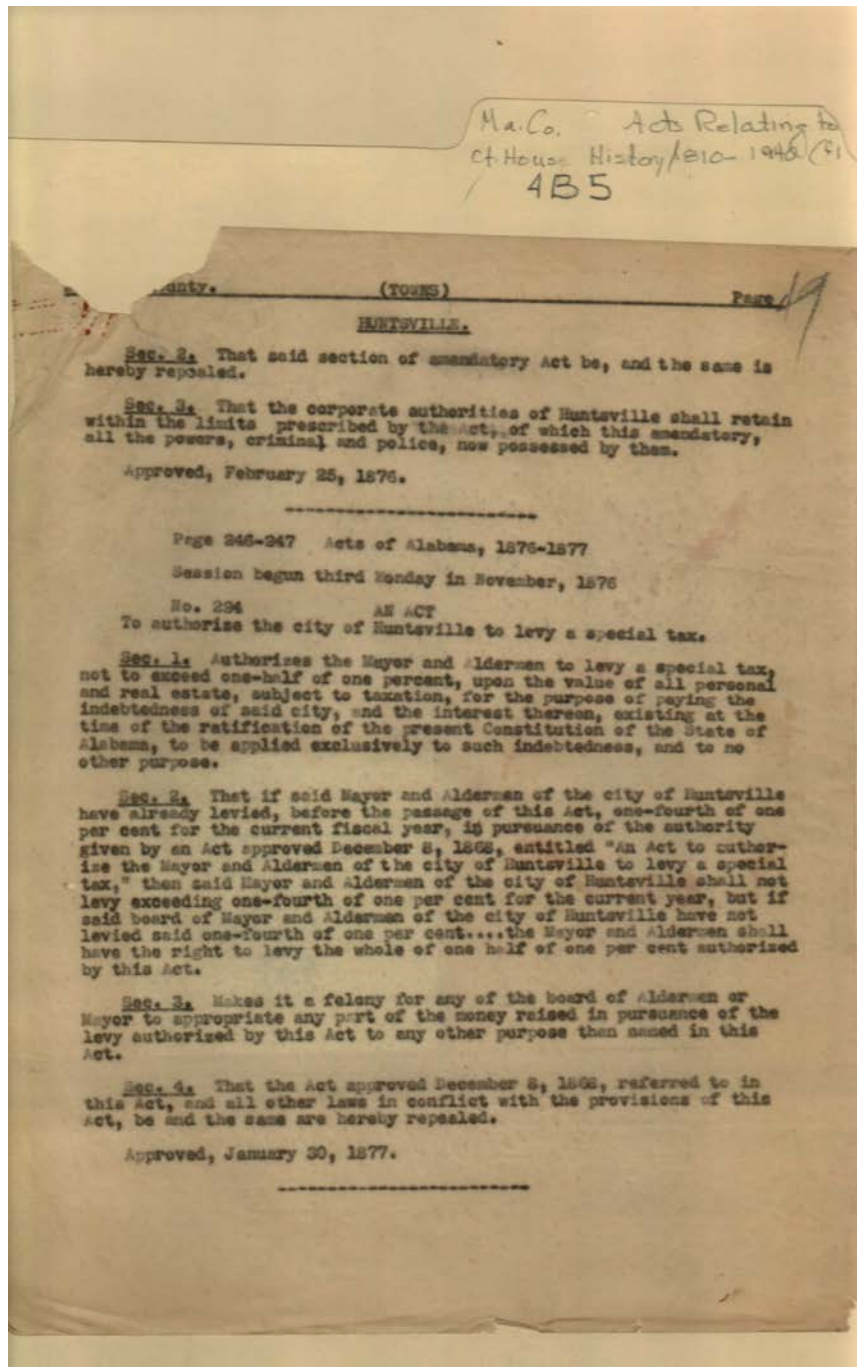 Ma. Co. Acts Relating to
Ct. House History 1810-1940
4B5
unty. (TOWNS) Page 19
HUNTSVILLE.
Sec. 2. That said section of amendatory Act be, and the same is
hereby repealed.
Sec. 3. That the corporate authorities of Huntsville shall retain
within the limits prescribed by the Act, of which this amendatory,
all the powers, criminal and police, now possessed by them.
Approved, February 25, 1876.
Page 246-247 Acts of Alabama, 1876-1877
Session begun third Monday in November, 1876
No. 224 AN ACT
To authorize the city of Huntsville to levy a special tax.
Sec. 1. Authorizes the Mayor and Aldermen to levy a special tax,
not to exceed one-half of one percent, upon the value of all personal
and real estate, subject to taxation, for the purpose of paying the
indebtedness of said city, and the interest thereon, existing at the
time of the ratification of the present Constitution of the State of
Alabama, to be applied exclusively to such indebtedness, and to no
other purpose.
Sec. 2. That if said Mayor and Aldermen of the city of Huntsville
have already levied, before the passage of this Act, one-fourth of one
per cent for the current fiscal year, in pursuance of the authority
given by an Act approved December 8, 1868, entitled "An Act to author-
ize the Mayor and Aldermen of the city of Huntsville to levy a special
tax," then said Mayor and Aldermen of the city of Huntsville shall not
levy exceeding one-fourth of one per cent for the current year, but if
said board of Mayor and Aldermen of the city of Huntsville have not
levied said one-fourth of one per cent....the Mayor and Aldermen shall
have the right to levy the whole of one half of one per cent authorized
by this Act.
Sec. 3. Makes it a felony for any of the board of Aldermen or
Mayor to appropriate any part of the money raised in pursuance of the
levy authorized by this Act to any other purpose than named in this
Act.
Sec. 4. That the Act approved December 8, 1868, referred to in
this Act, and all other laws in conflict with the provisions of this
Act, be and the same are hereby repealed.
Approved, January 30, 1877.